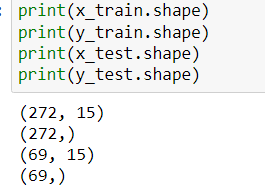 print(x_train.shape)
print(y_train.shape)
print(x_test.shape)
print(y_test.shape)
(272, 15)
(272,)
(69, 15)
(69,)